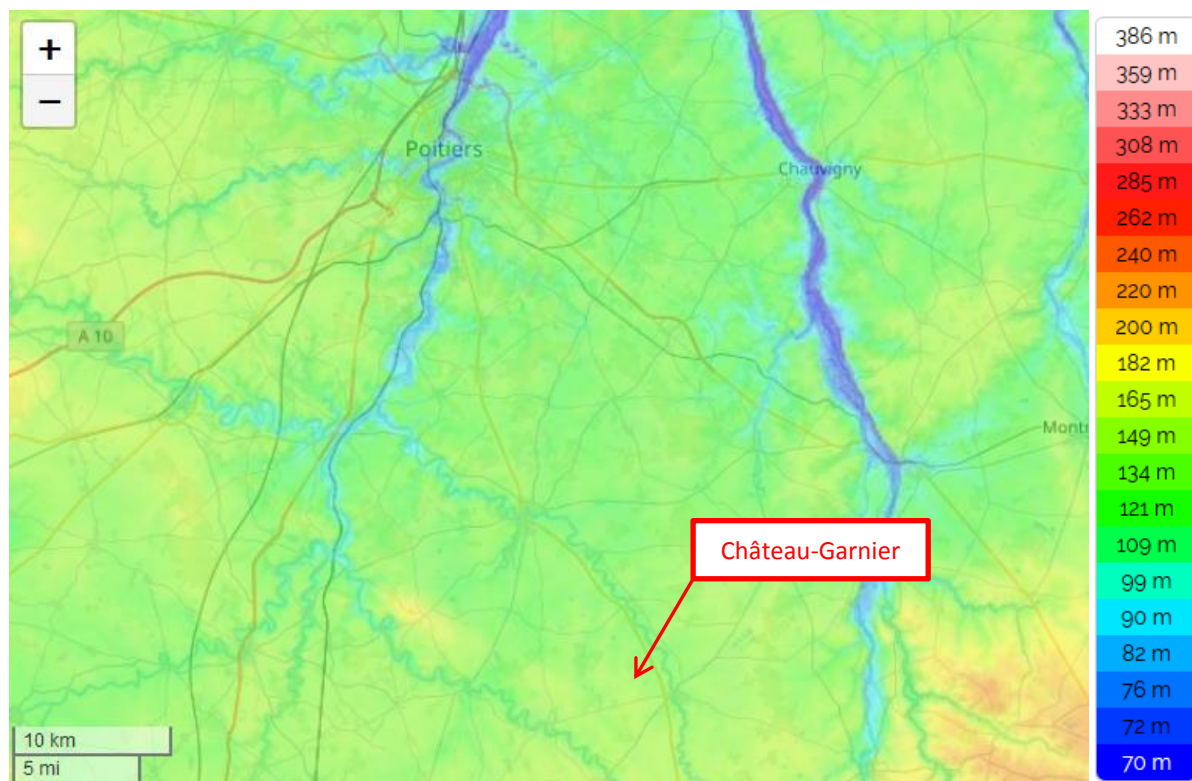 +
−
Poitiers
Chauvigny
A 10
Montm
Château-Garnier
10 km
5 mi
386 m
359 m
333 m
308 m
285 m
262 m
240 m
220 m
200 m
182 m
165 m
149 m
134 m
121 m
109 m
99 m
90 m
82 m
76 m
72 m
70 m